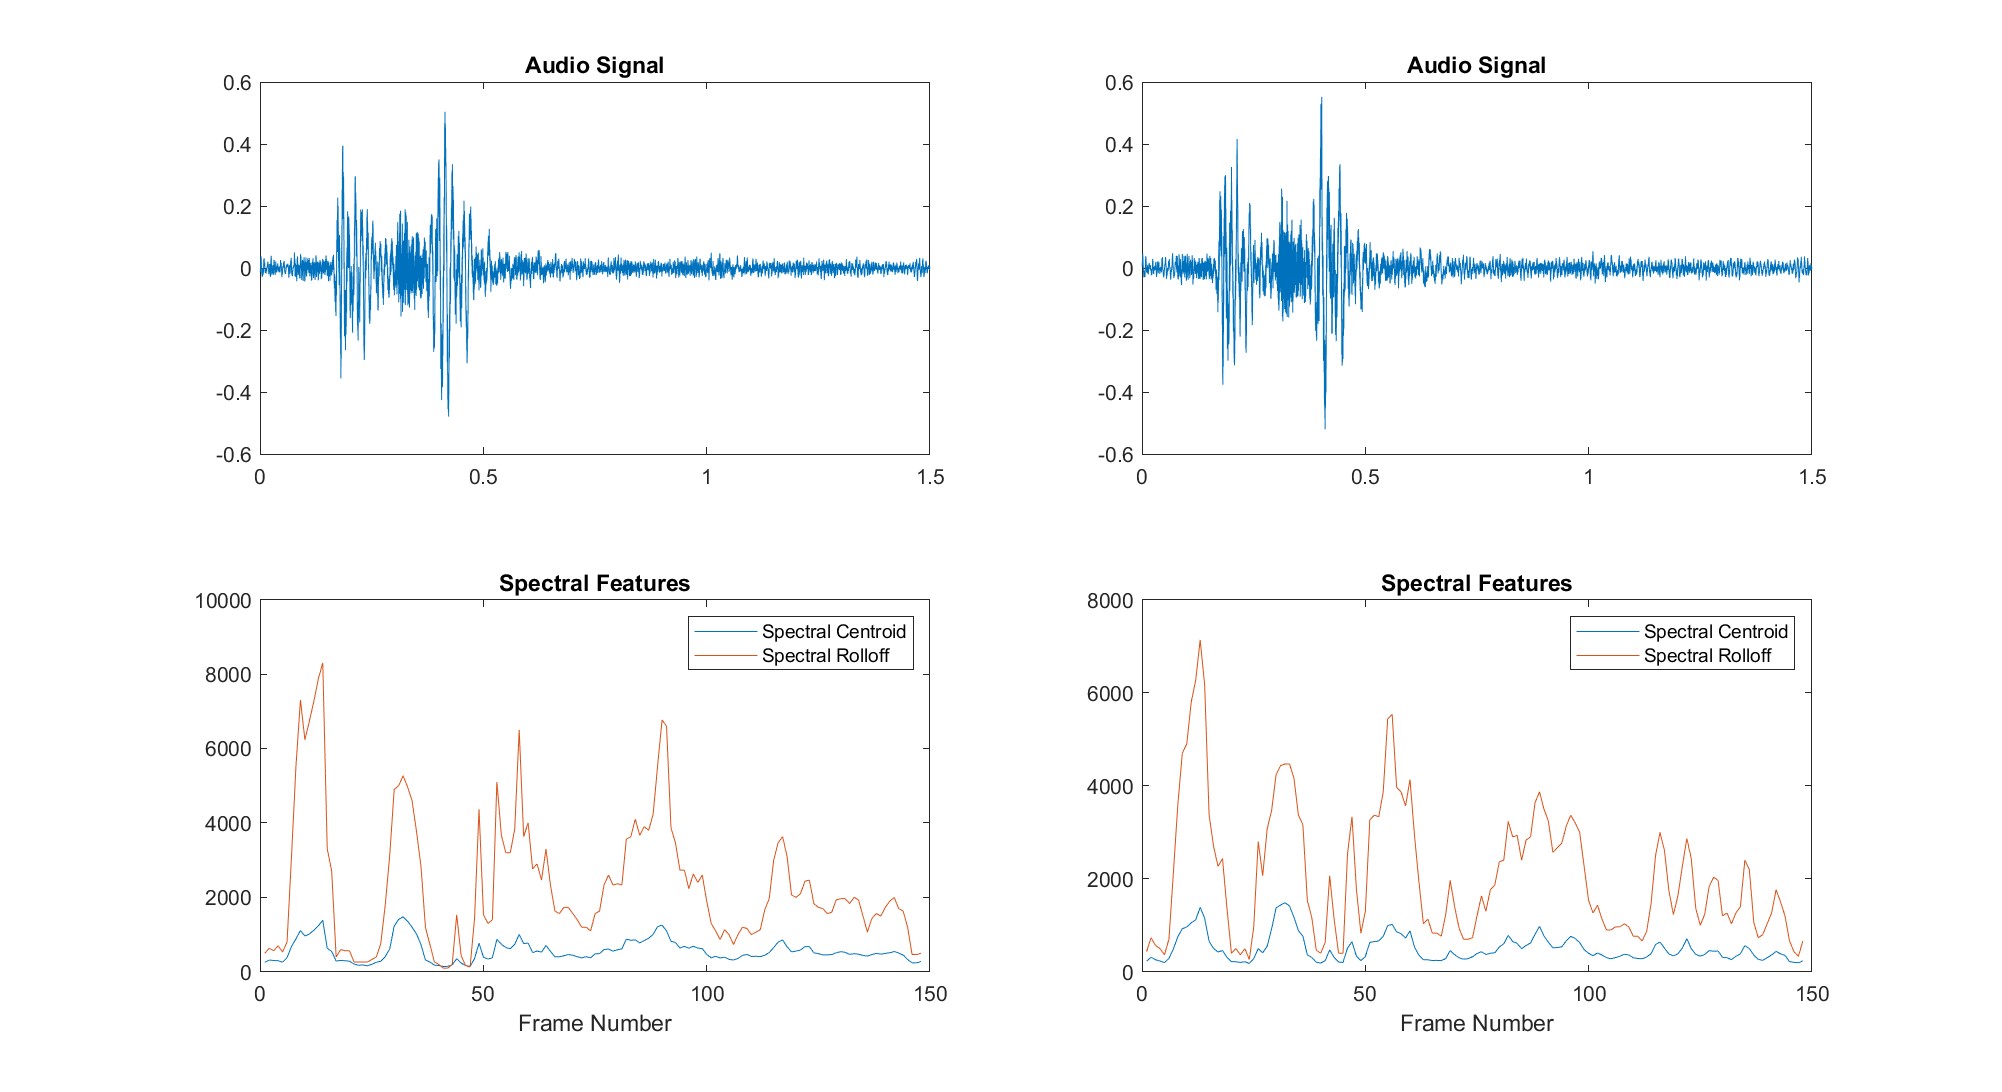 Audio Signal
0.6
0.4
0.2
0
-0.2
-0.4
-0.6
0 0.5 1 1.5
Audio Signal
0.6
0.4
0.2
0
-0.2
-0.4
-0.6
0 0.5 1 1.5
Spectral Features
10000
8000
6000
4000
2000
0
Spectral Centroid
Spectral Rolloff
0 50 100 150
Frame Number
Spectral Features
8000
6000
4000
2000
0
Spectral Centroid
Spectral Rolloff
0 50 100 150
Frame Number